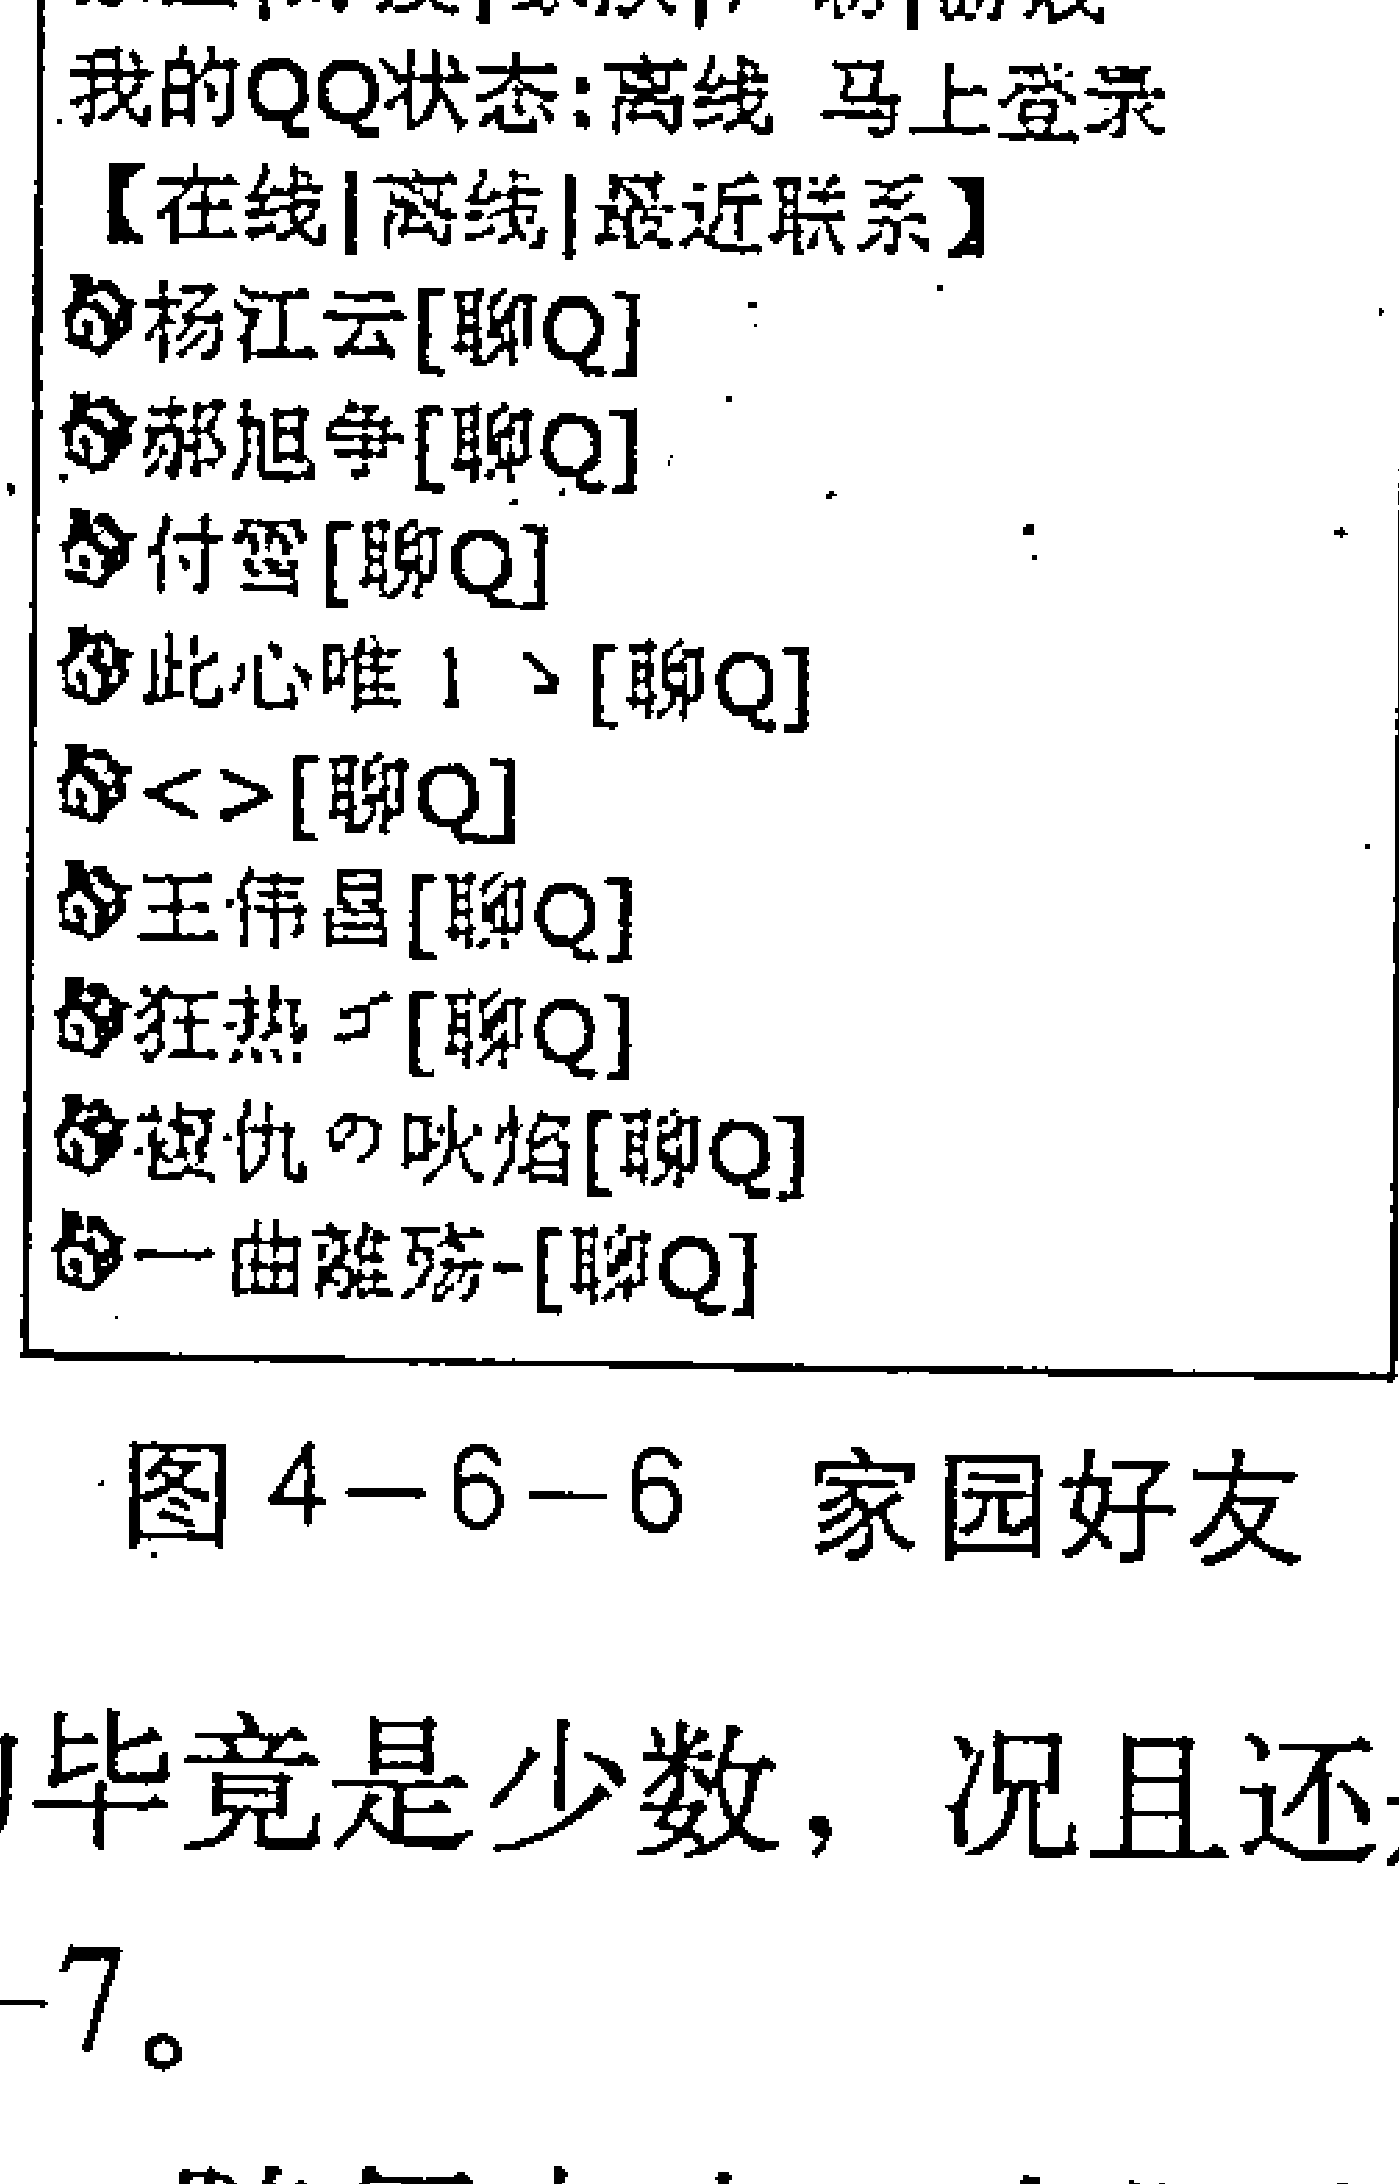 我的QQ状态:离线 马上登录
【在线|离线|最近联系】
杨江云[聊Q]
郝旭争[聊Q]
付雪[聊Q]
此心唯1丶[聊Q]
<>[聊Q]
王伟昌[聊Q]
狂热ゴ[聊Q]
仇の吙焰[聊Q]
一曲離殇-[聊Q]
图4-6-6 家园好友
毕竟是少数，况且还
-7。